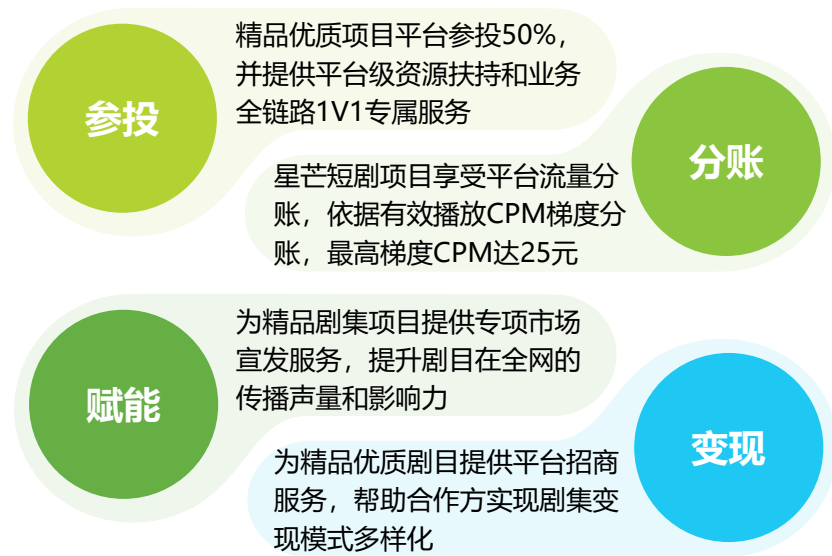 参投
精品优质项目平台参投50%，
并提供平台级资源扶持和业务
全链路1V1专属服务
分账
星芒短剧项目享受平台流量分
账，依据有效播放CPM梯度分
账，最高梯度CPM达25元
赋能
为精品剧集项目提供专项市场
宣发服务，提升剧目在全网的
传播声量和影响力
变现
为精品优质剧目提供平台招商
服务，帮助合作方实现剧集变
现模式多样化